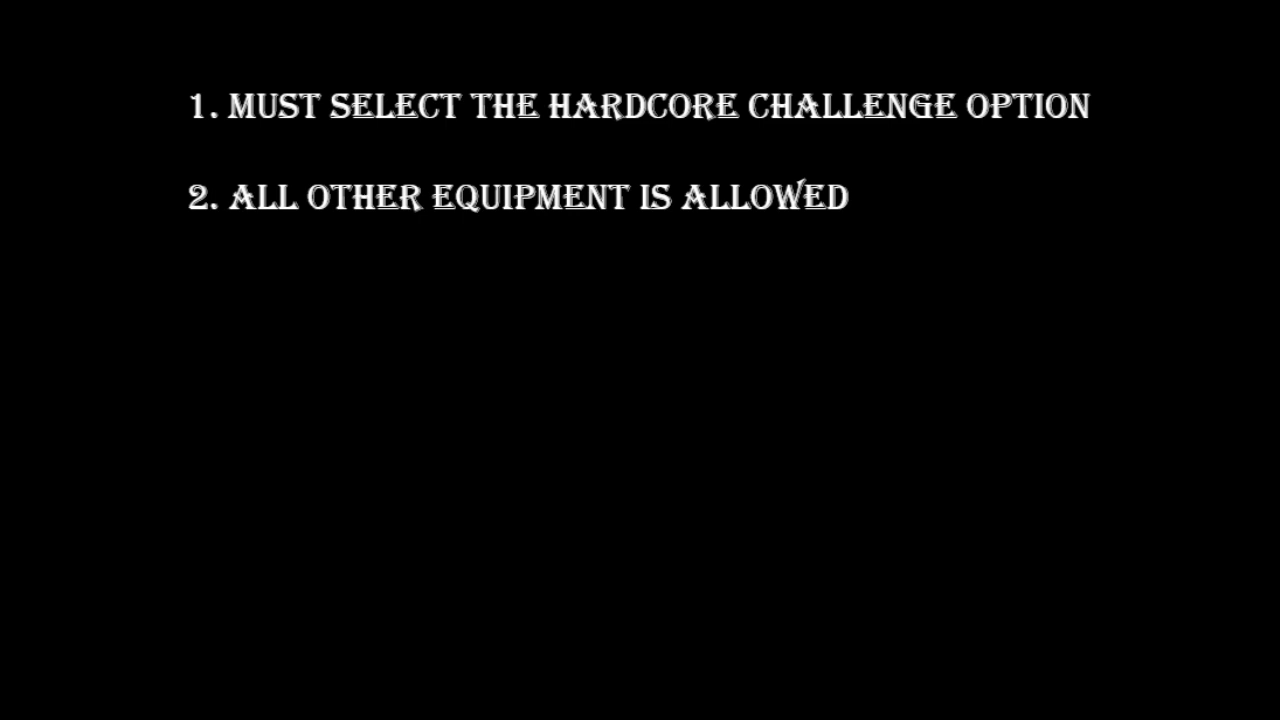 1. MUST SELECT THE HARDCORE CHALLENGE OPTION
2. ALL OTHER EQUIPMENT IS ALLOWED